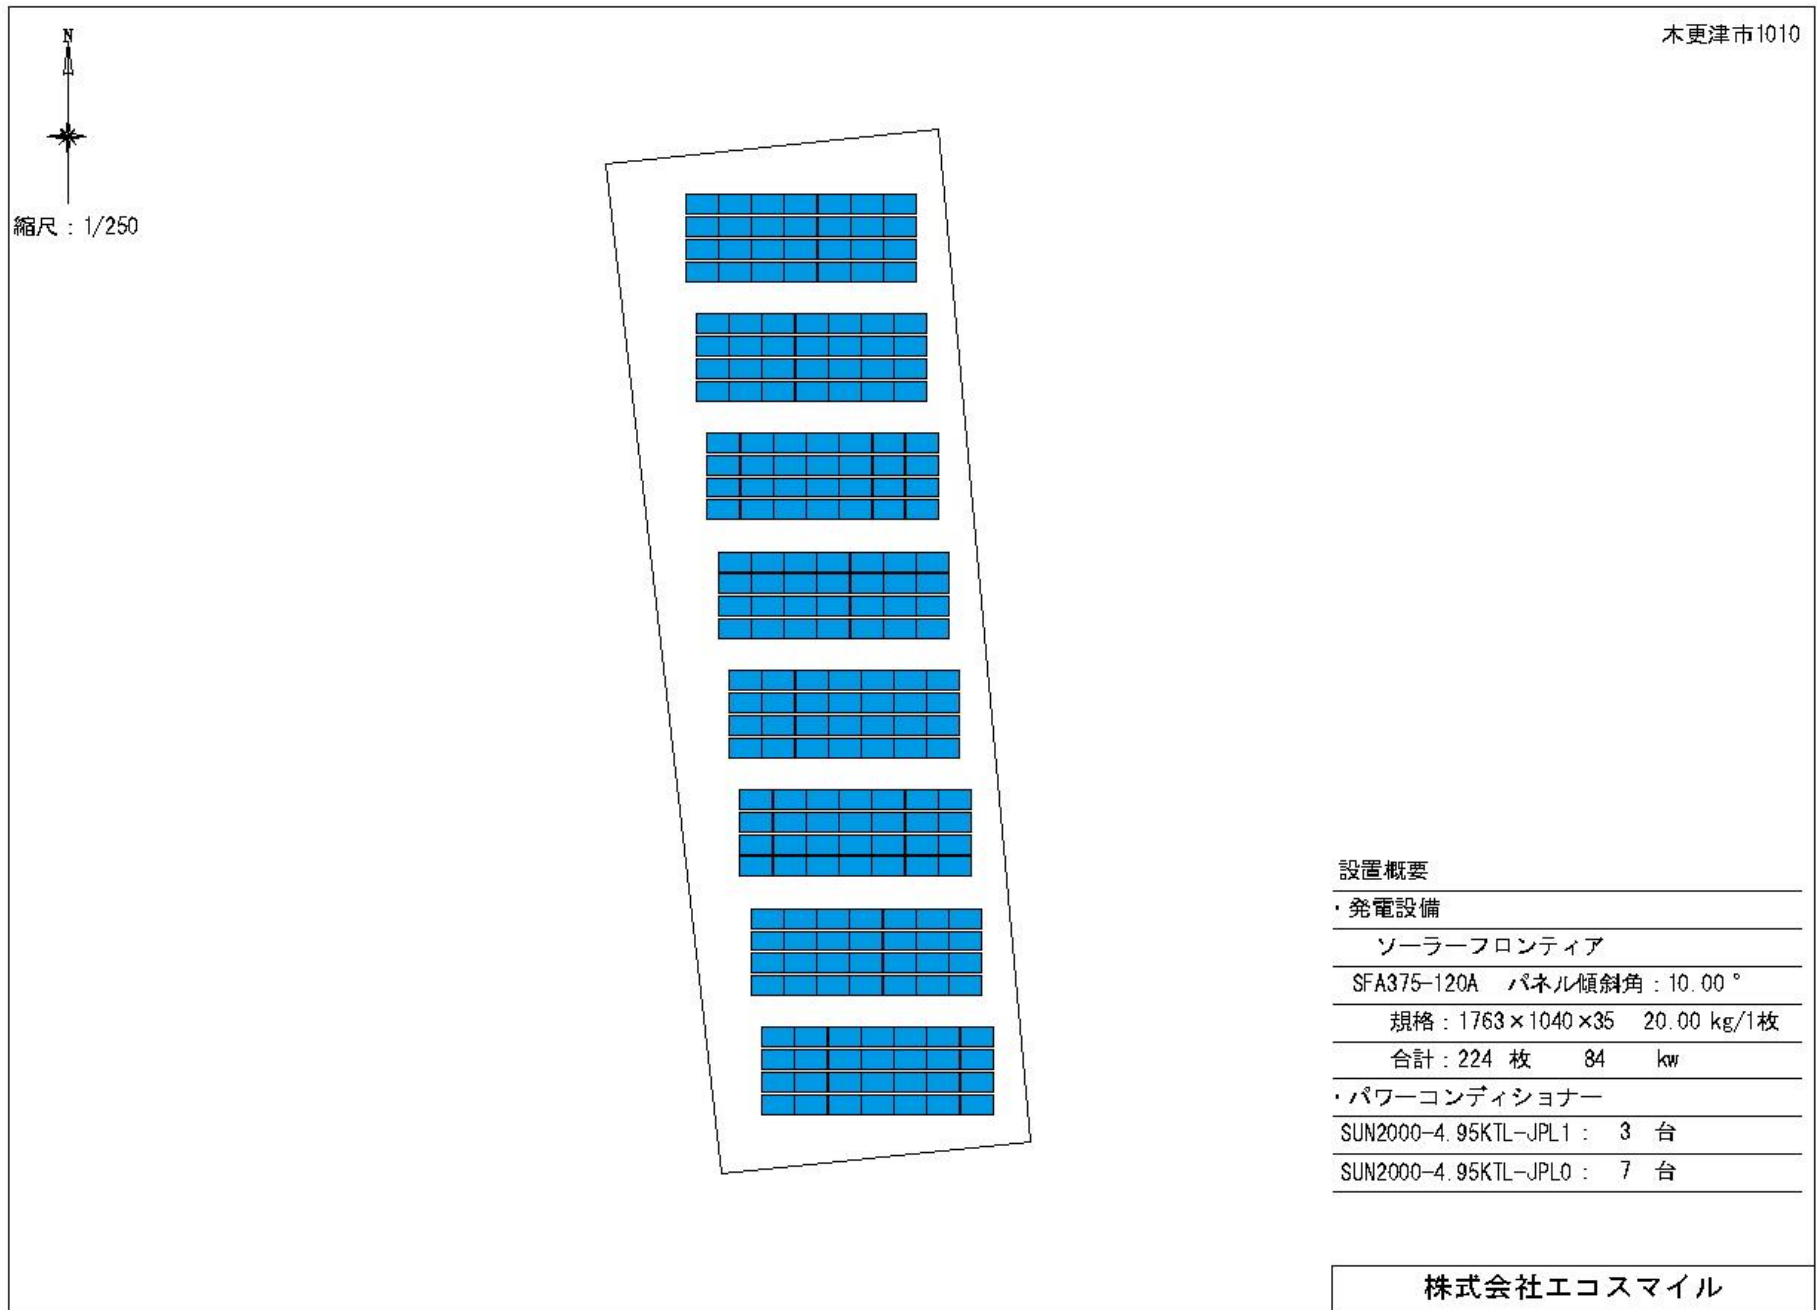 木更津市1010
N
縮尺：1/250
設置概要
・発電設備
ソーラーフロンティア
SFA375-120A パネル傾斜角：10.00°
規格：1763×1040×35 20.00 kg/1枚
合計：224 枚 84 kw
・パワーコンディショナー
SUN2000-4.95KTL-JPL1： 3 台
SUN2000-4.95KTL-JPL0： 7 台
株式会社エコスマイル